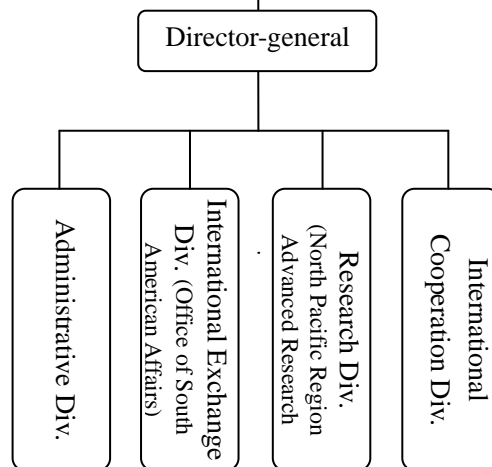 Director-general
Administrative Div.
International Exchange
Div. (Office of South
American Affairs)
Research Div.
(North Pacific Region
Advanced Research
International
Cooperation Div.